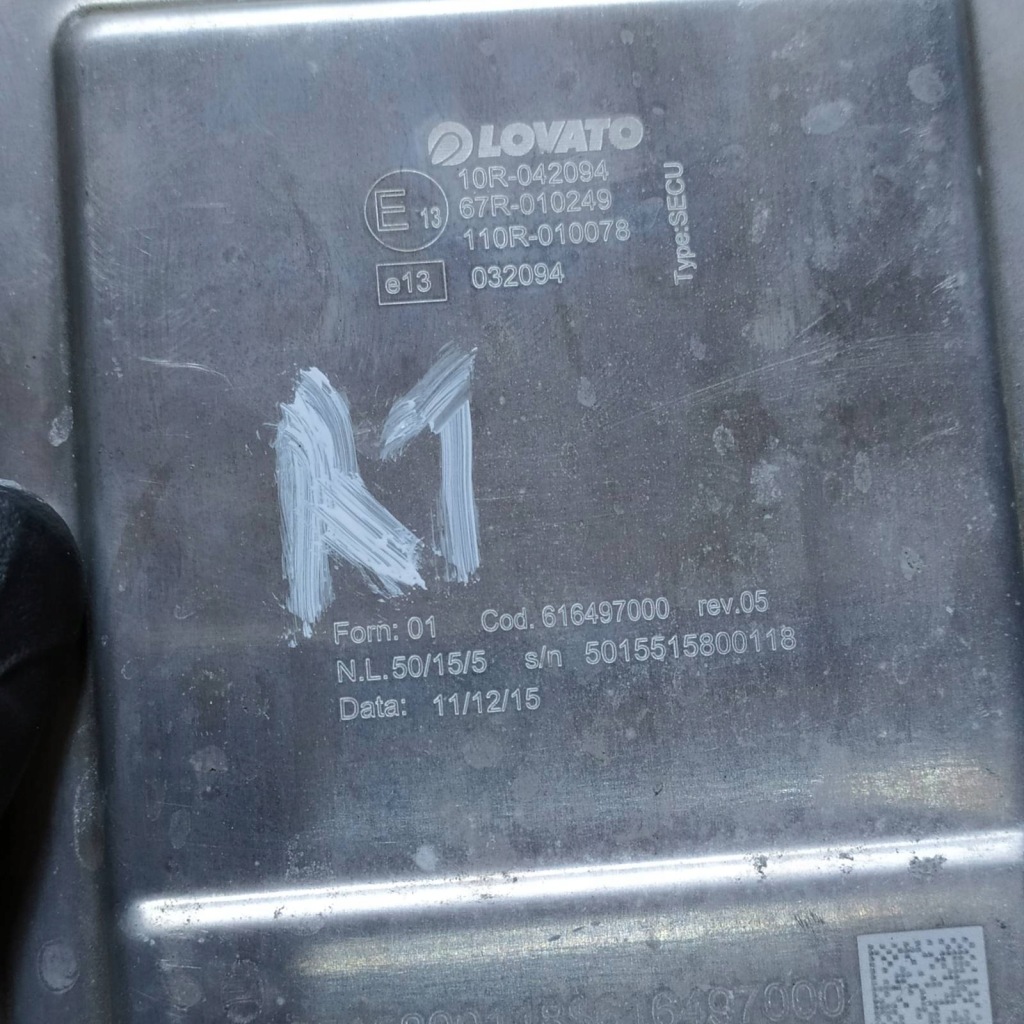 LOVATO
E 13
10R-042094
67R-010249
110R-010078
e13 032094
Type:SECU
Forn: 01 Cod. 616497000 rev.05
N.L.50/15/5 s/n 5015515800118
Data: 11/12/15